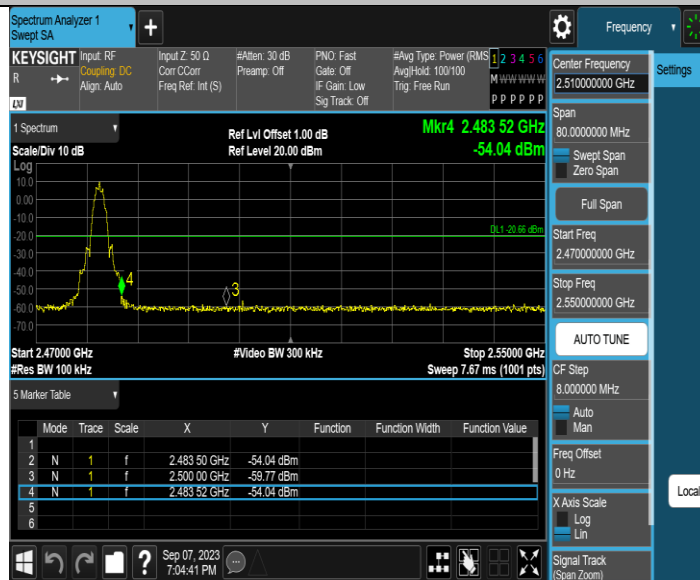 Spectrum Analyzer 1
Swept SA
Frequency
KEYSIGHT
R
LXI
Input: RF
Coupling: DC
Align: Auto
Input Z: 50 Ω
Corr CCorr
Freq Ref: Int (S)
#Atten: 30 dB
Preamp: Off
PNO: Fast
Gate: Off
IF Gain: Low
Sig Track: Off
#Avg Type: Power (RMS
Avg|Hold: 100/100
Trig: Free Run
1 2 3 4 5 6
M W W W W W
P P P P P P
Settings
Center Frequency
2.510000000 GHz
Span
80.0000000 MHz
Swept Span
Zero Span
Full Span
Start Freq
2.470000000 GHz
Stop Freq
2.550000000 GHz
AUTO TUNE
CF Step
8.000000 MHz
Auto
Man
Freq Offset
0 Hz
X Axis Scale
Log
Lin
Signal Track
(Span Zoom)
Local
1 Spectrum
Scale/Div 10 dB
Log
Ref Lvl Offset 1.00 dB
Ref Level 20.00 dBm
Mkr4 2.483 52 GHz
-54.04 dBm
10.0
0.00
-10.0
-20.0
-30.0
-40.0
-50.0
-60.0
-70.0
DL1 -20.66 dBm
4
3
Start 2.47000 GHz
#Res BW 100 kHz
#Video BW 300 kHz
Stop 2.55000 GHz
Sweep 7.67 ms (1001 pts)
5 Marker Table
Mode Trace Scale X Y Function Function Width Function Value
1
2 N 1 f 2.483 50 GHz -54.04 dBm
3 N 1 f 2.500 00 GHz -59.77 dBm
4 N 1 f 2.483 52 GHz -54.04 dBm
5
6
?
Sep 07, 2023
7:04:41 PM